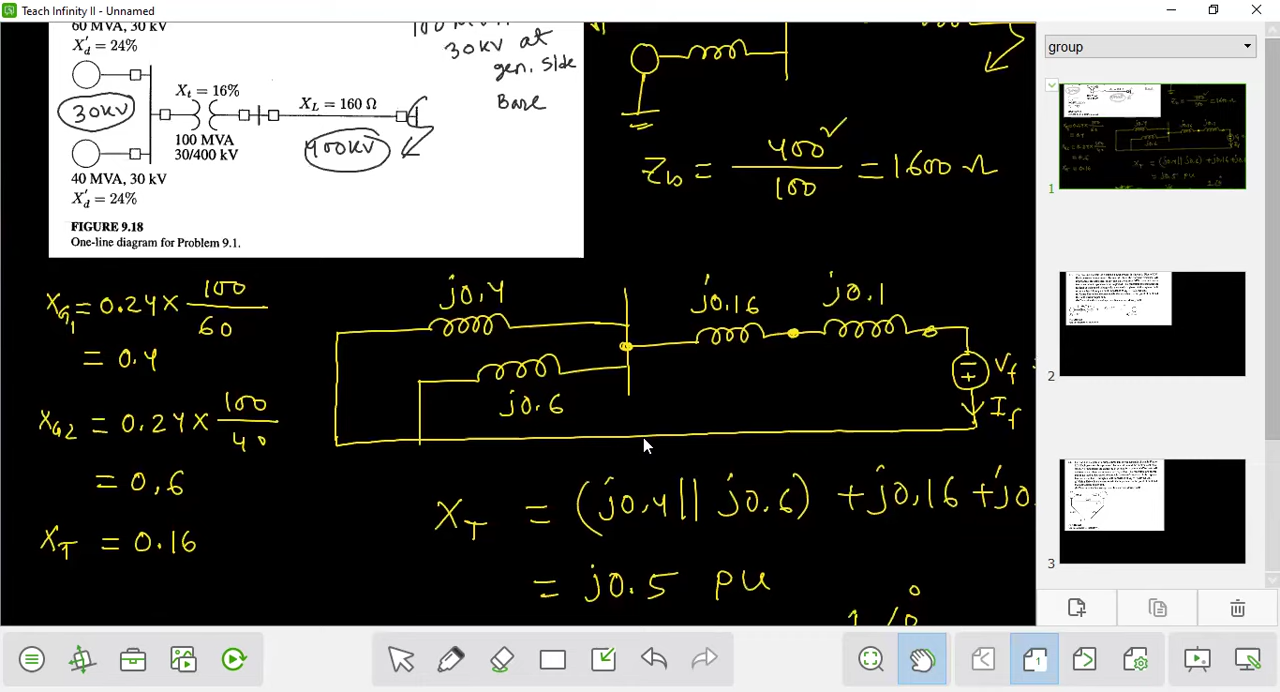 Teach Infinity II - Unnamed
60 MVA, 30 kV
X'd = 24%
30kV
Xt = 16%
100 MVA
30/400 kV
XL = 160 Ω
400kV
40 MVA, 30 kV
X'd = 24%
FIGURE 9.18
One-line diagram for Problem 9.1.
30kV at
gen. side
Base
Zb = 400²/100 = 1600 Ω
XG1 = 0.24 × 100/60
= 0.4
XG2 = 0.24 × 100/40
= 0.6
XT = 0.16
j0.4
j0.6
j0.16
j0.1
Vf
If
XT = (j0.4 || j0.6) + j0.16 + j0.
= j0.5 pu
group
1
2
3
1